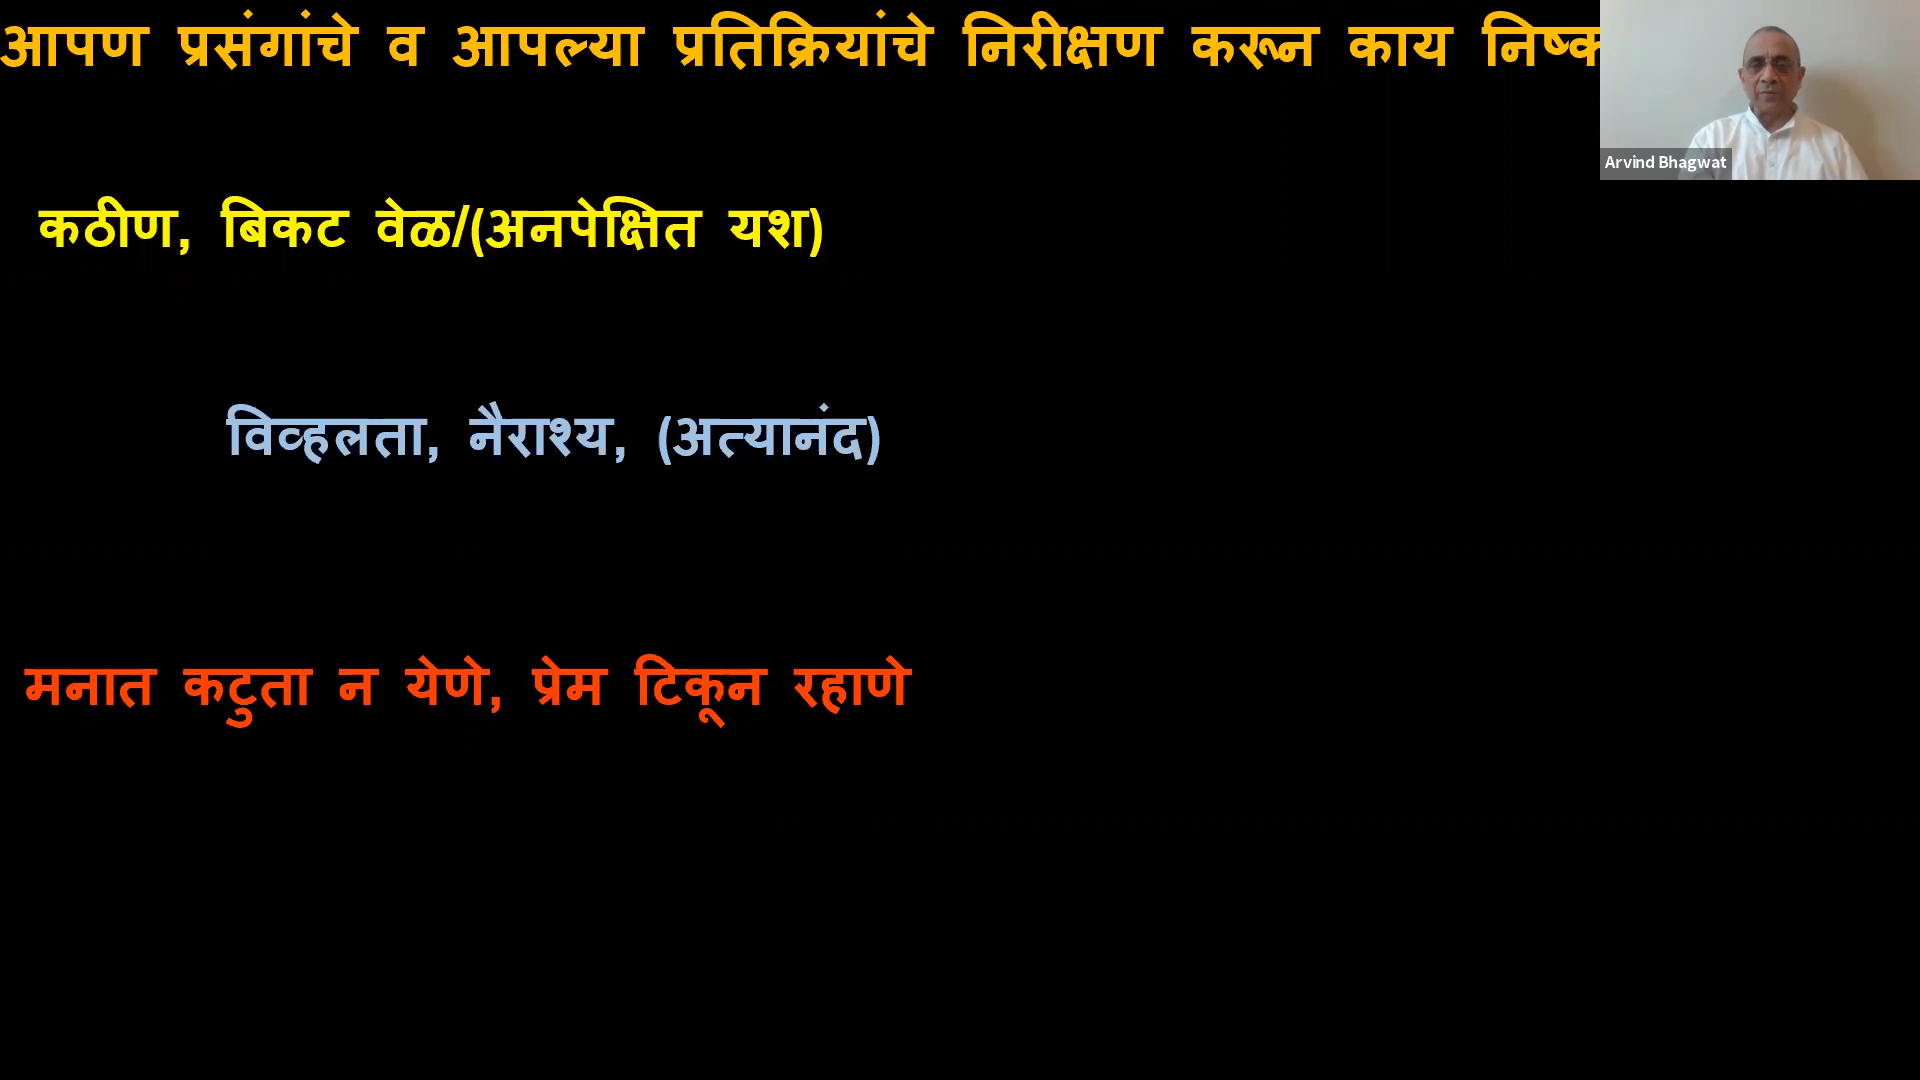 आपण प्रसंगांचे व आपल्या प्रतिक्रियांचे निरीक्षण करून काय
Arvind Bhagwat
कठीण, बिकट वेळ/(अनपेक्षित यश)
विव्हलता, नैराश्य, (अत्यानंद)
मनात कटुता न येणे, प्रेम टिकून रहाणे